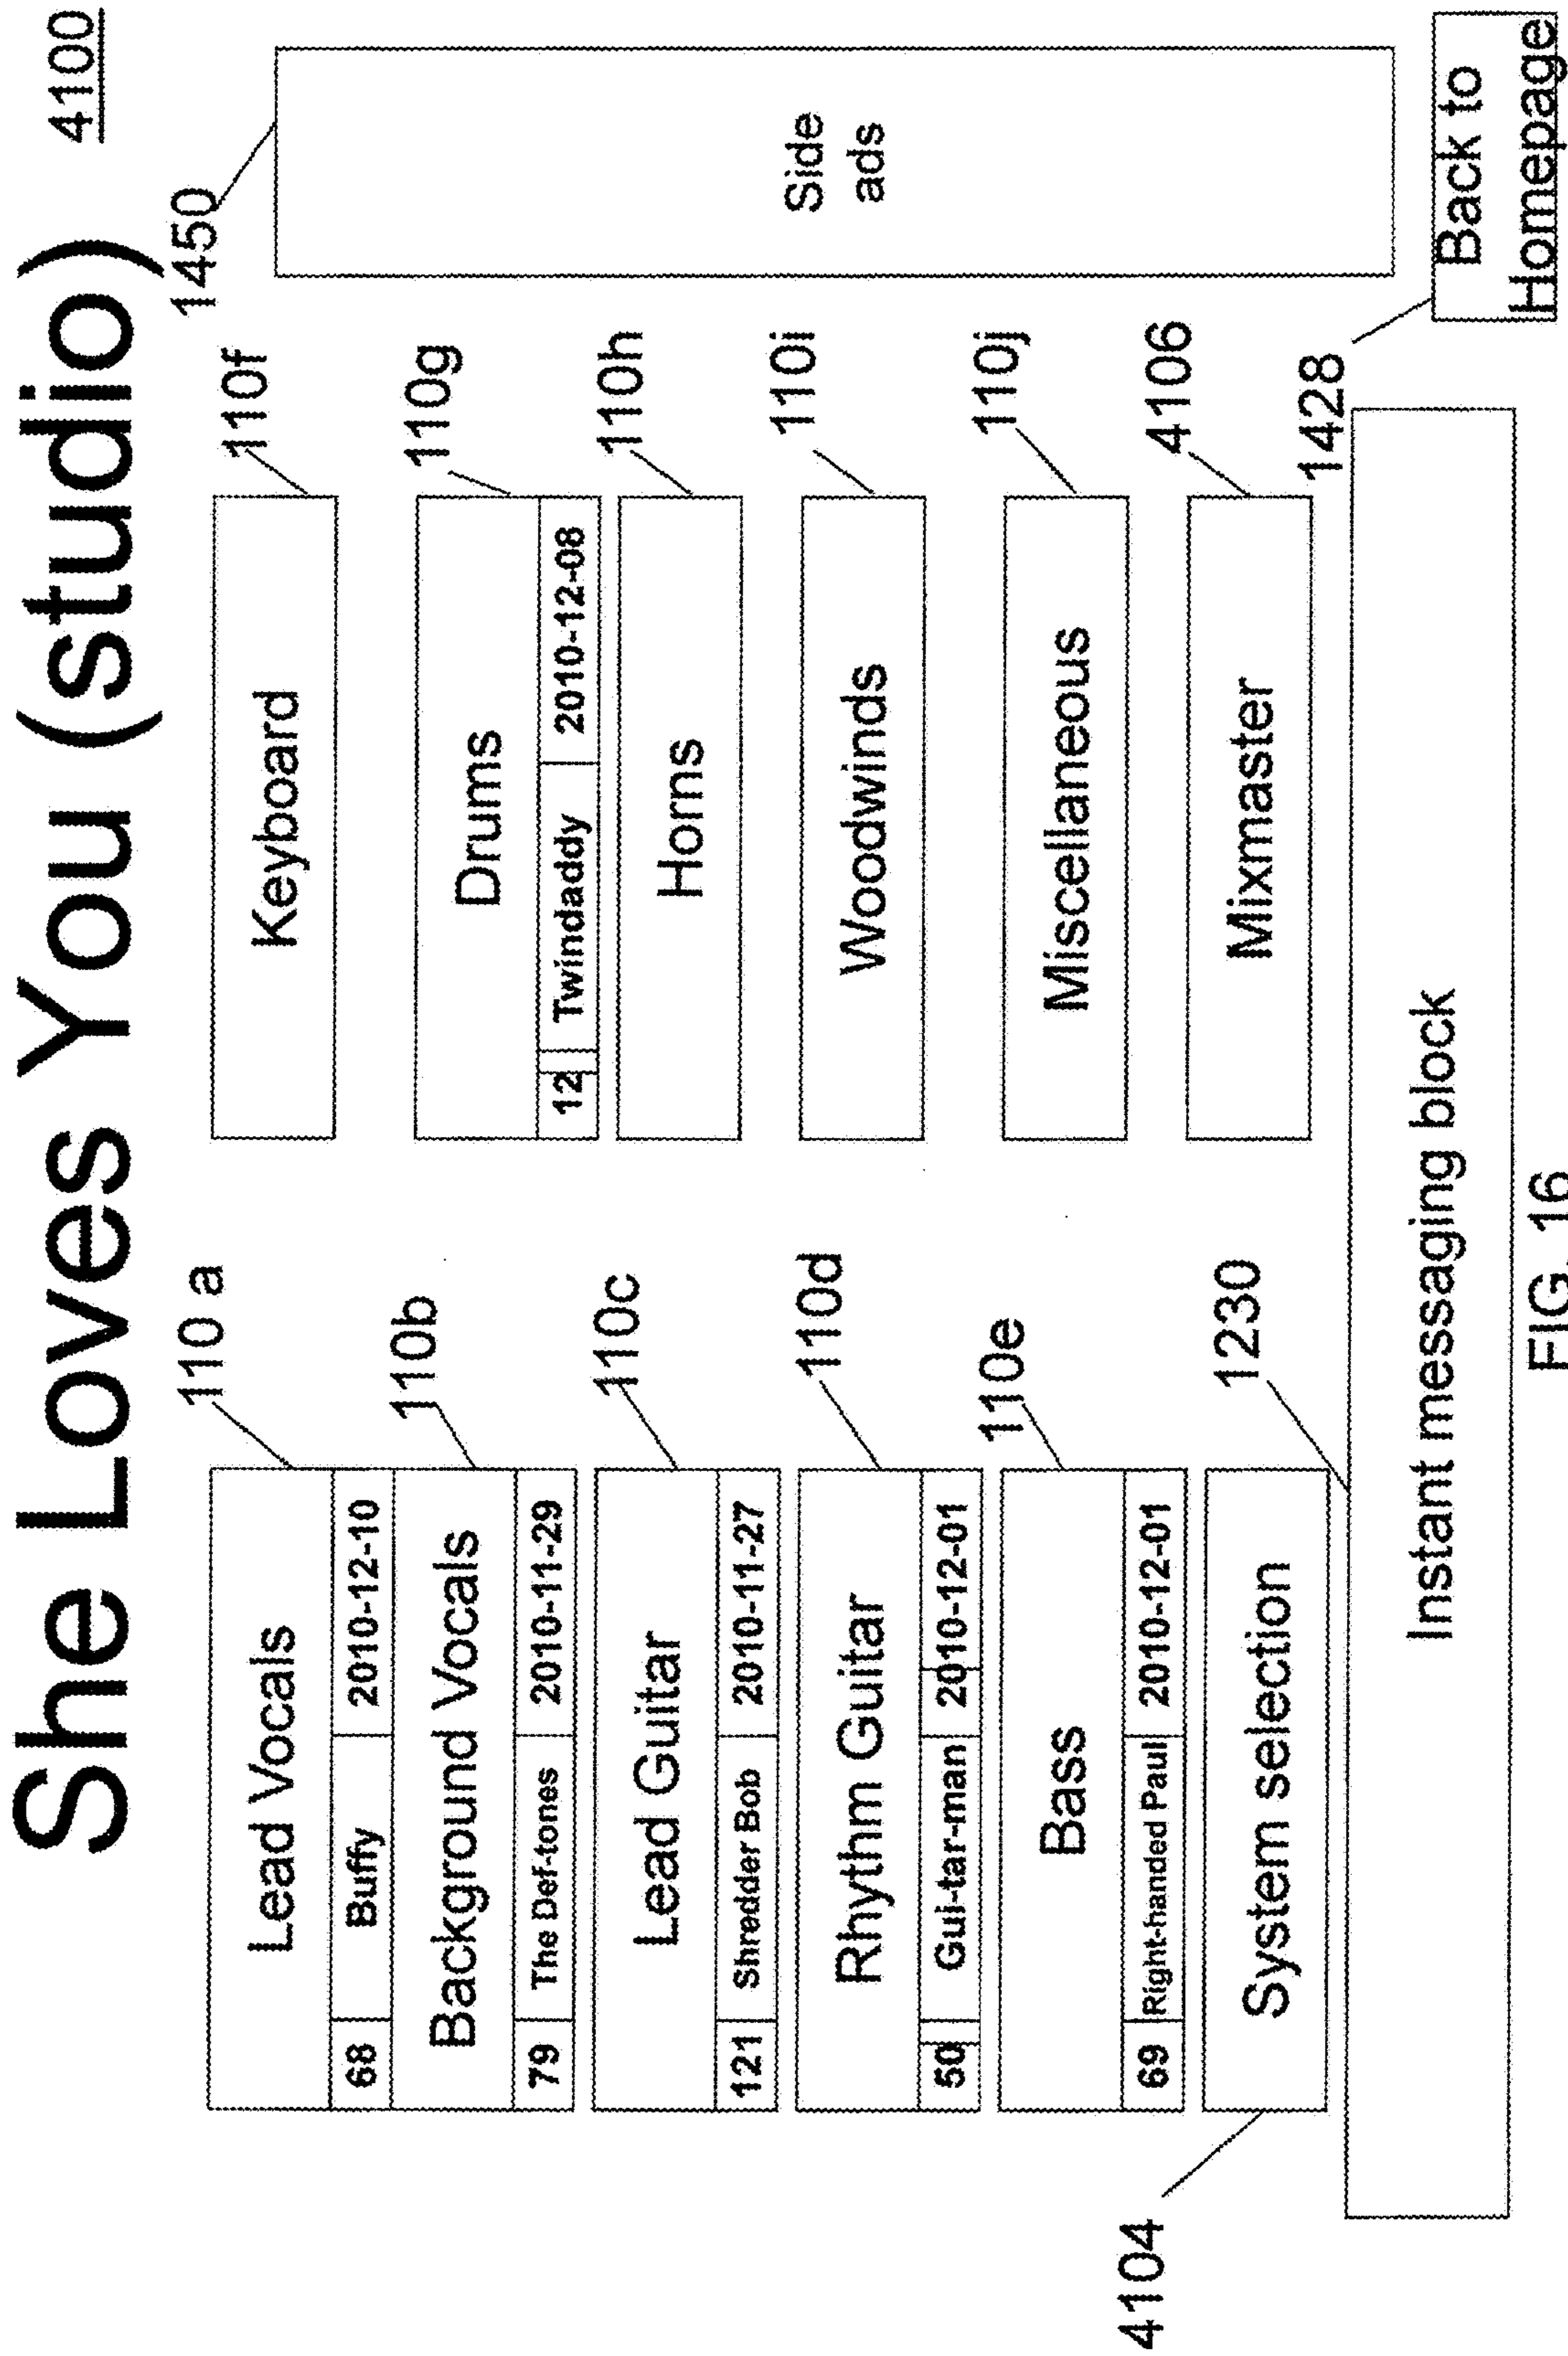 She Loves You (studio)
4100
110 a
Lead Vocals
68 Buffy 2010-12-10
110b
Background Vocals
79 The Def-tones 2010-11-29
110c
Lead Guitar
121 Shredder Bob 2010-11-27
110d
Rhythm Guitar
50 Gui-tar-man 2010-12-01
110e
Bass
69 Right-handed Paul 2010-12-01
4104
System selection
110f
Keyboard
110g
Drums
12 Twindaddy 2010-12-08
110h
Horns
110i
Woodwinds
110j
Miscellaneous
4106
Mixmaster
1450
Side
ads
1230
Instant messaging block
1428
Back to
Homepage
FIG. 16